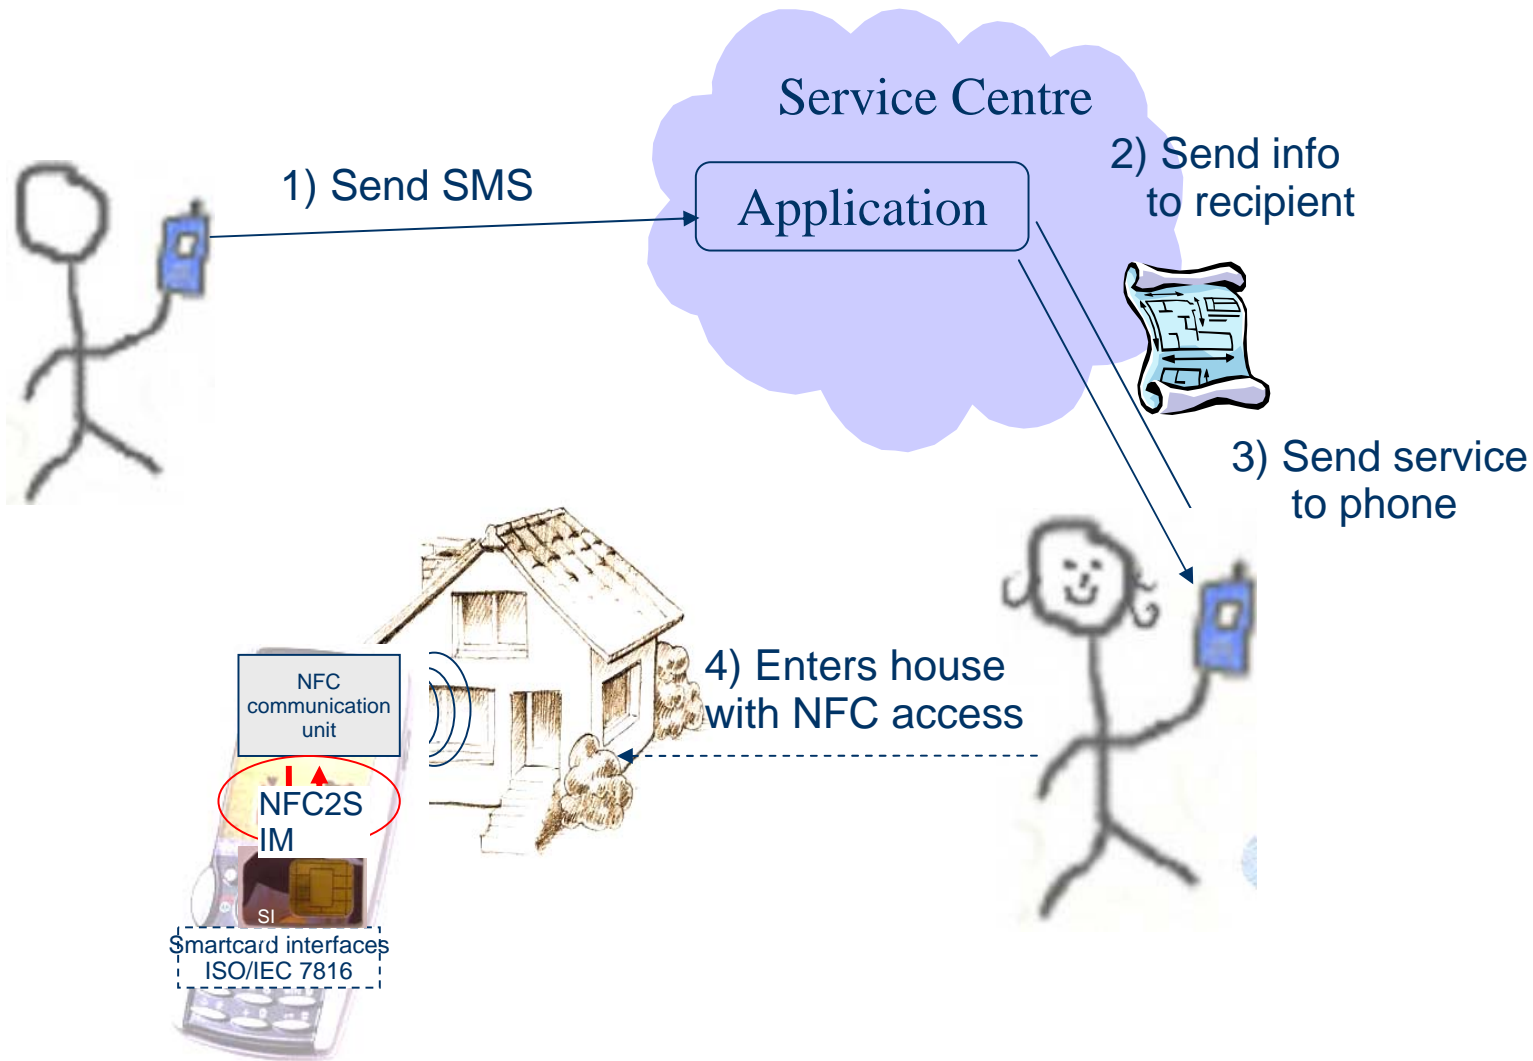 Service Centre
1) Send SMS
Application
2) Send info
to recipient
3) Send service
to phone
4) Enters house
with NFC access
NFC
communication
unit
NFC2S
IM
SI
Smartcard interfaces
ISO/IEC 7816